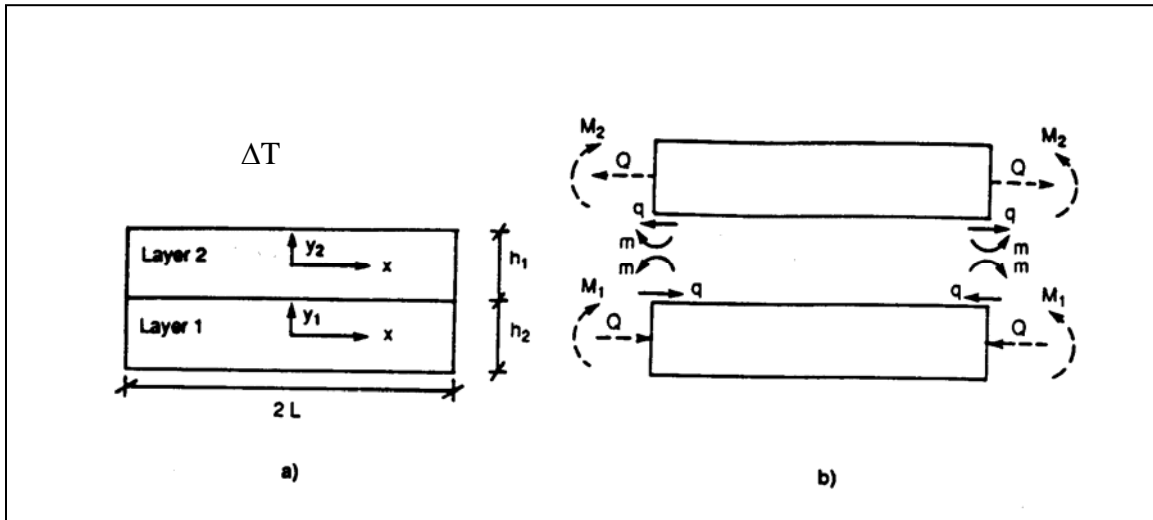 ΔT
Layer 2
y₂
x
h₁
Layer 1
y₁
x
h₂
2 L
a)
M₂
Q
Q
M₂
q
q
m
m
m
m
M₁
q
q
M₁
Q
Q
b)